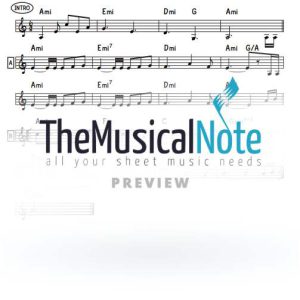 INTRO
Ami Emi Dmi G Ami
A Ami Emi7 Dmi Ami G/A
Ami Emi7 Dmi Ami
TheMusicalNote
all your sheet music needs
PREVIEW